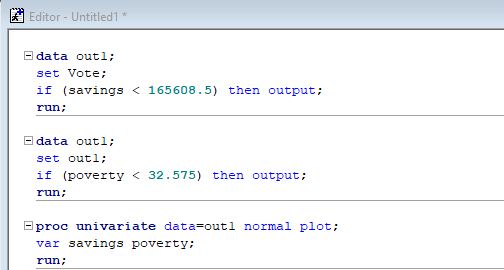 Editor - Untitled1 *
data out1;
set Vote;
if (savings < 165608.5) then output;
run;
data out1;
set out1;
if (poverty < 32.575) then output;
run;
proc univariate data=out1 normal plot;
var savings poverty;
run;